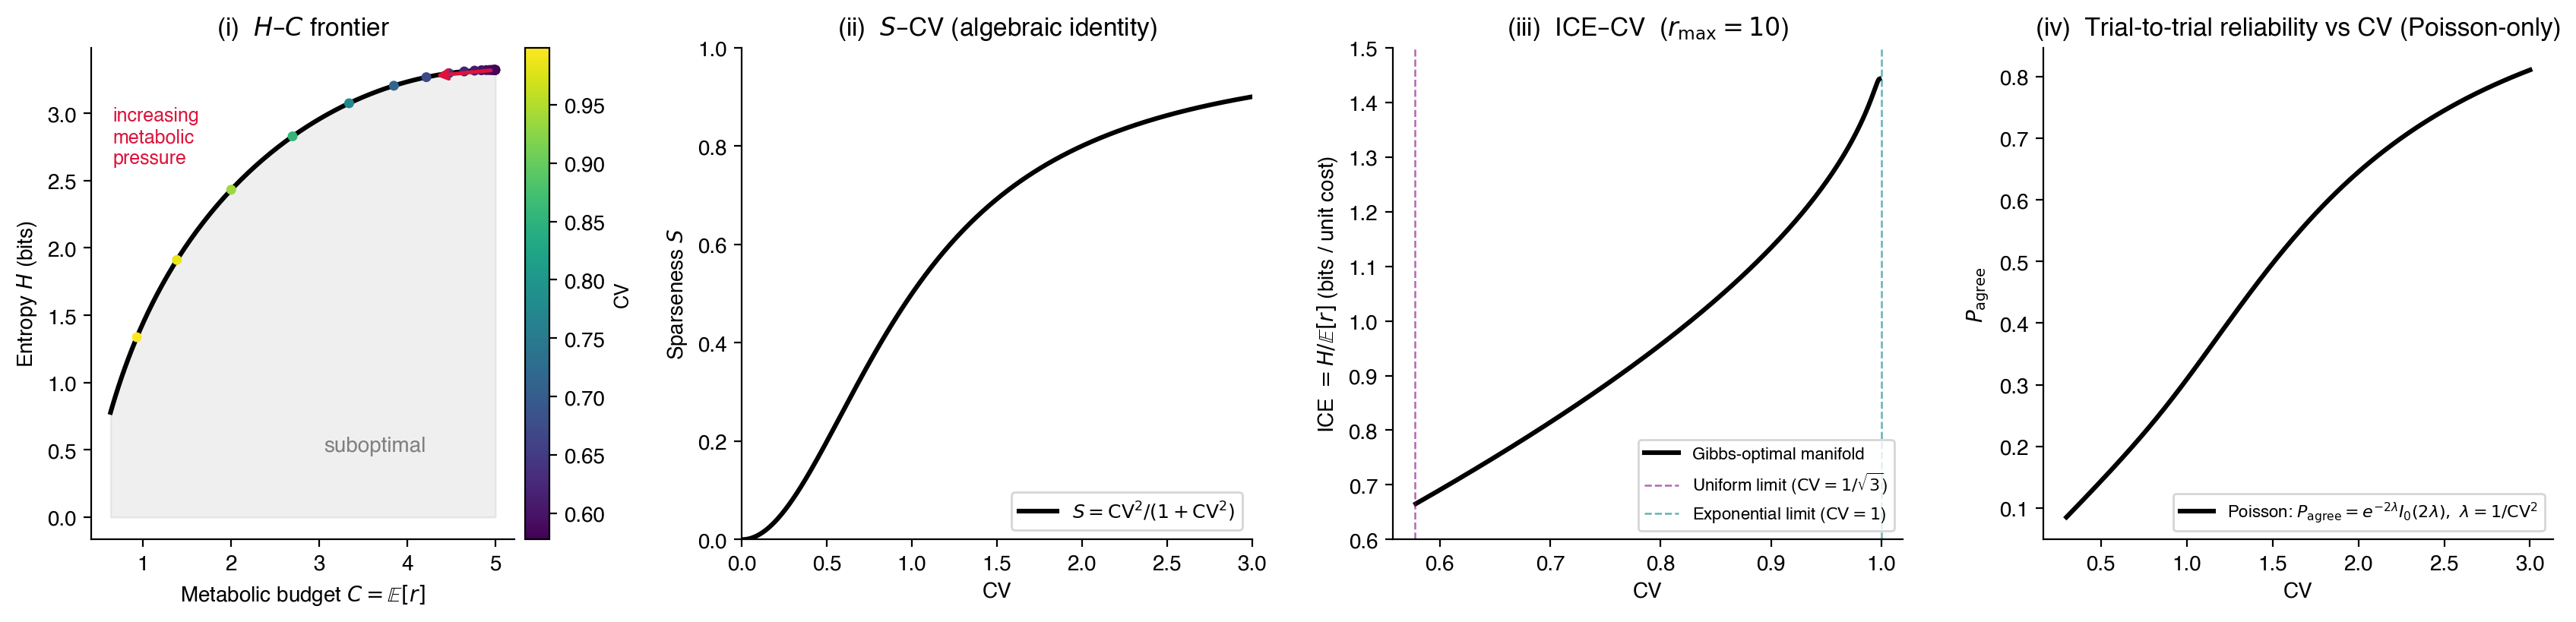 (i) H–C frontier
3.0
2.5
2.0
1.5
1.0
0.5
0.0
Entropy H (bits)
increasing
metabolic
pressure
suboptimal
1 2 3 4 5
Metabolic budget C = 𝔼[r]
0.95
0.90
0.85
0.80
0.75
0.70
0.65
0.60
CV
(ii) S–CV (algebraic identity)
1.0
0.8
0.6
0.4
0.2
0.0
Sparseness S
S = CV²/(1 + CV²)
0.0 0.5 1.0 1.5 2.0 2.5 3.0
CV
(iii) ICE–CV (r_max = 10)
1.5
1.4
1.3
1.2
1.1
1.0
0.9
0.8
0.7
0.6
ICE = H/𝔼[r] (bits / unit cost)
Gibbs-optimal manifold
Uniform limit (CV = 1/√3)
Exponential limit (CV = 1)
0.6 0.7 0.8 0.9 1.0
CV
(iv) Trial-to-trial reliability vs CV (Poisson-only)
0.8
0.7
0.6
0.5
0.4
0.3
0.2
0.1
P_agree
Poisson: P_agree = e^{−2λ}I₀(2λ), λ = 1/CV²
0.5 1.0 1.5 2.0 2.5 3.0
CV